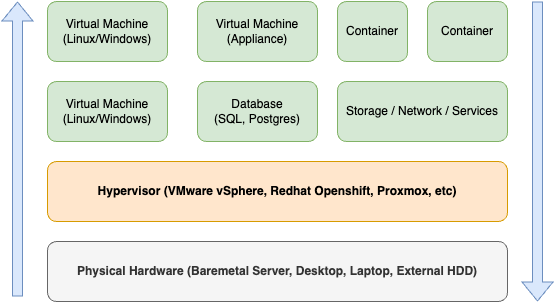 Virtual Machine
(Linux/Windows)
Virtual Machine
(Appliance)
Container
Container
Virtual Machine
(Linux/Windows)
Database
(SQL, Postgres)
Storage / Network / Services
Hypervisor (VMware vSphere, Redhat Openshift, Proxmox, etc)
Physical Hardware (Baremetal Server, Desktop, Laptop, External HDD)